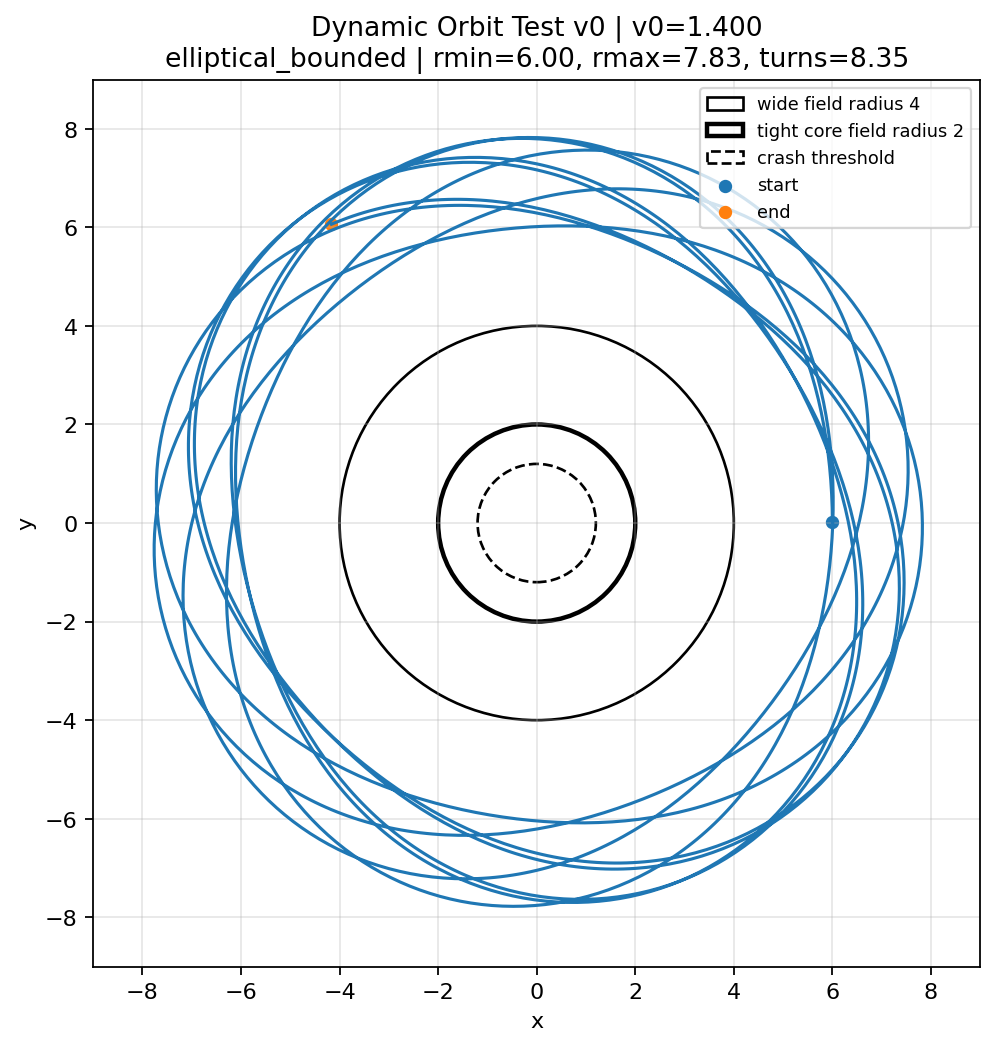 Dynamic Orbit Test v0 | v0=1.400
elliptical_bounded | rmin=6.00, rmax=7.83, turns=8.35
wide field radius 4
tight core field radius 2
crash threshold
start
end
8
6
4
2
0
−2
−4
−6
−8
y
−8 −6 −4 −2 0 2 4 6 8
x